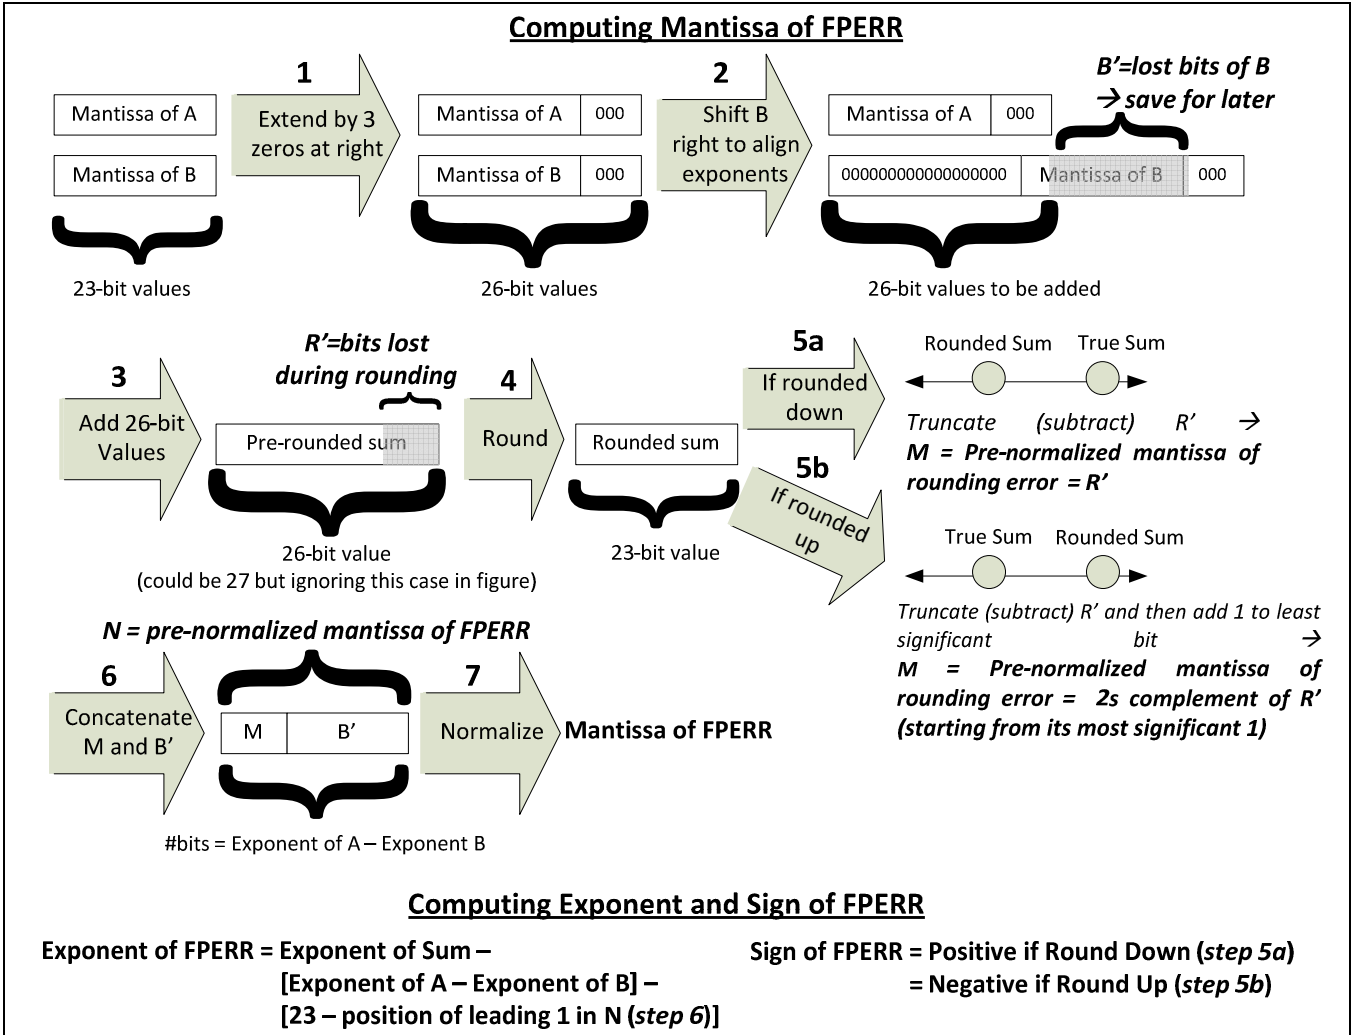 Computing Mantissa of FPERR
1
2
B’=lost bits of B
→ save for later
Mantissa of A
Mantissa of B
Extend by 3
zeros at right
Mantissa of A 000
Mantissa of B 000
Shift B
right to align
exponents
Mantissa of A 000
00000000000000000 Mantissa of B 000
23-bit values
26-bit values
26-bit values to be added
3
Add 26-bit
Values
R’=bits lost
during rounding
Pre-rounded sum
26-bit value
(could be 27 but ignoring this case in figure)
4
Round
Rounded sum
23-bit value
5a
If rounded
down
Rounded Sum True Sum
Truncate (subtract) R’ →
M = Pre-normalized mantissa of
rounding error = R’
5b
If rounded
up
True Sum Rounded Sum
Truncate (subtract) R’ and then add 1 to least
significant bit →
M = Pre-normalized mantissa of
rounding error = 2s complement of R’
(starting from its most significant 1)
N = pre-normalized mantissa of FPERR
6
Concatenate
M and B’
M B’
#bits = Exponent of A – Exponent B
7
Normalize
Mantissa of FPERR
Computing Exponent and Sign of FPERR
Exponent of FPERR = Exponent of Sum –
[Exponent of A – Exponent of B] –
[23 – position of leading 1 in N (step 6)]
Sign of FPERR = Positive if Round Down (step 5a)
= Negative if Round Up (step 5b)